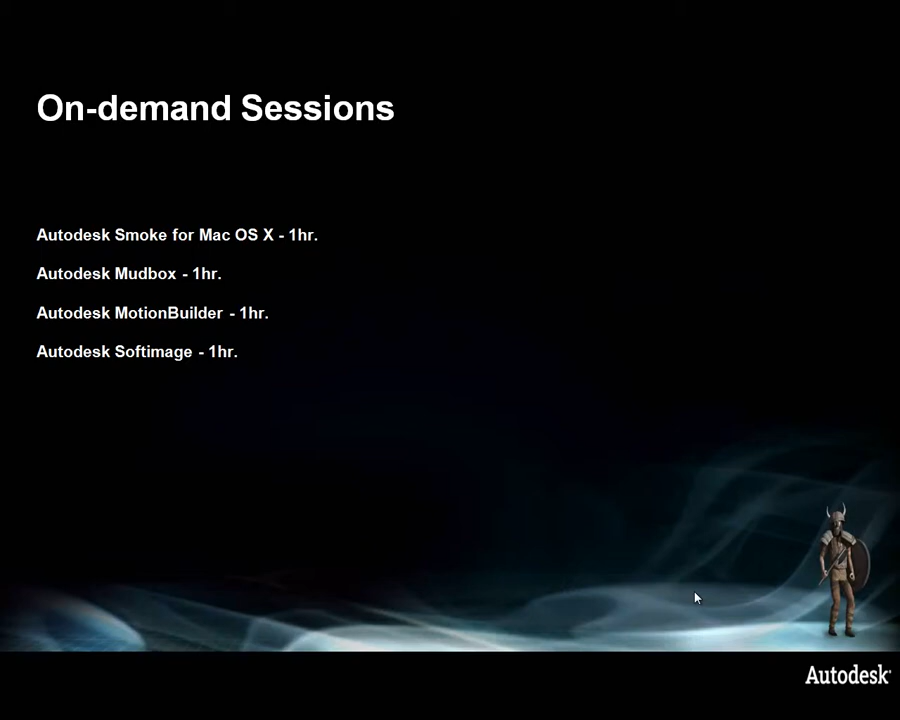 On-demand Sessions
Autodesk Smoke for Mac OS X - 1hr.
Autodesk Mudbox - 1hr.
Autodesk MotionBuilder - 1hr.
Autodesk Softimage - 1hr.
Autodesk®